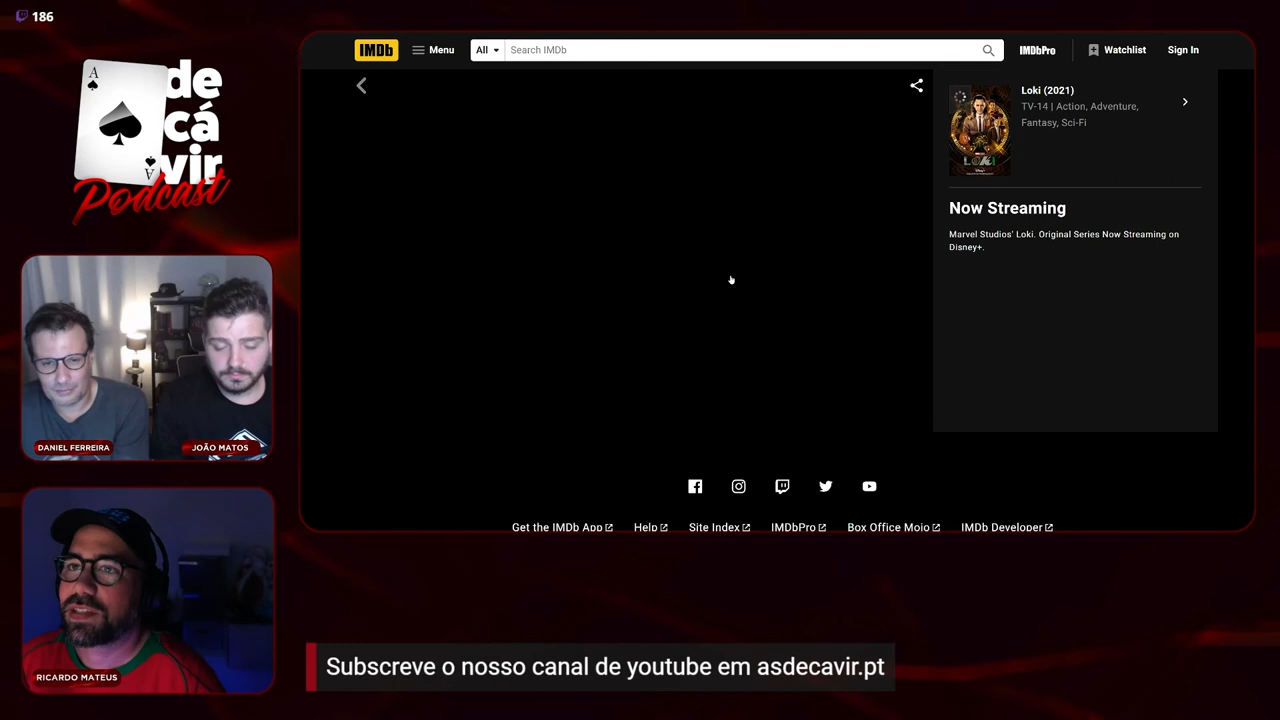 186
A
de
cá
vir
A
Podcast
DANIEL FERREIRA
JOÃO MATOS
RICARDO MATEUS
IMDb
Menu
All
Search IMDb
IMDbPro
Watchlist
Sign In
Loki (2021)
TV-14 | Action, Adventure,
Fantasy, Sci-Fi
LOKI
Now Streaming
Marvel Studios' Loki. Original Series Now Streaming on
Disney+.
Get the IMDb App
Help
Site Index
IMDbPro
Box Office Mojo
IMDb Developer
Subscreve o nosso canal de youtube em asdecavir.pt